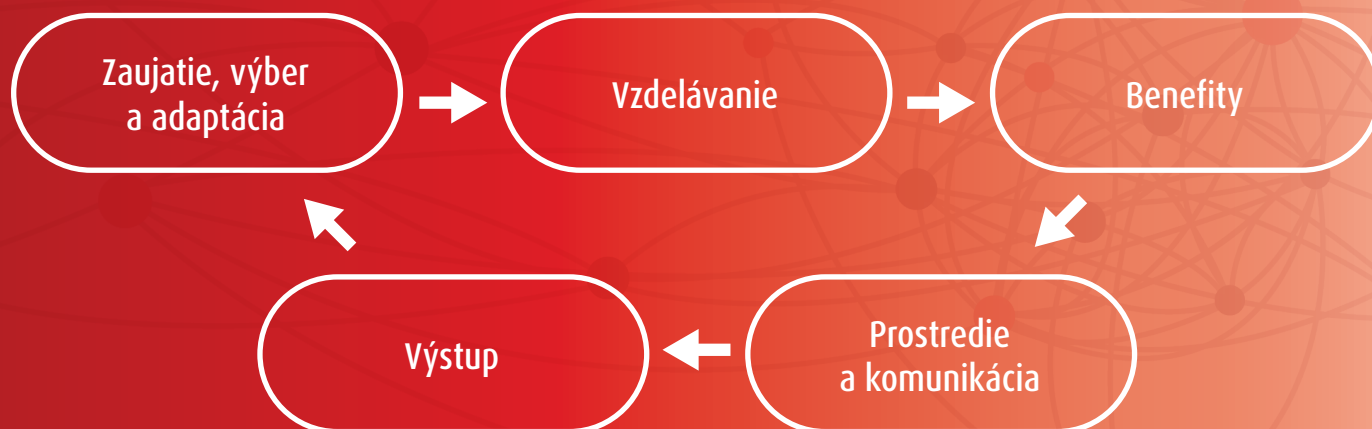 Zaujatie, výber
a adaptácia
Vzdelávanie
Benefity
Prostredie
a komunikácia
Výstup